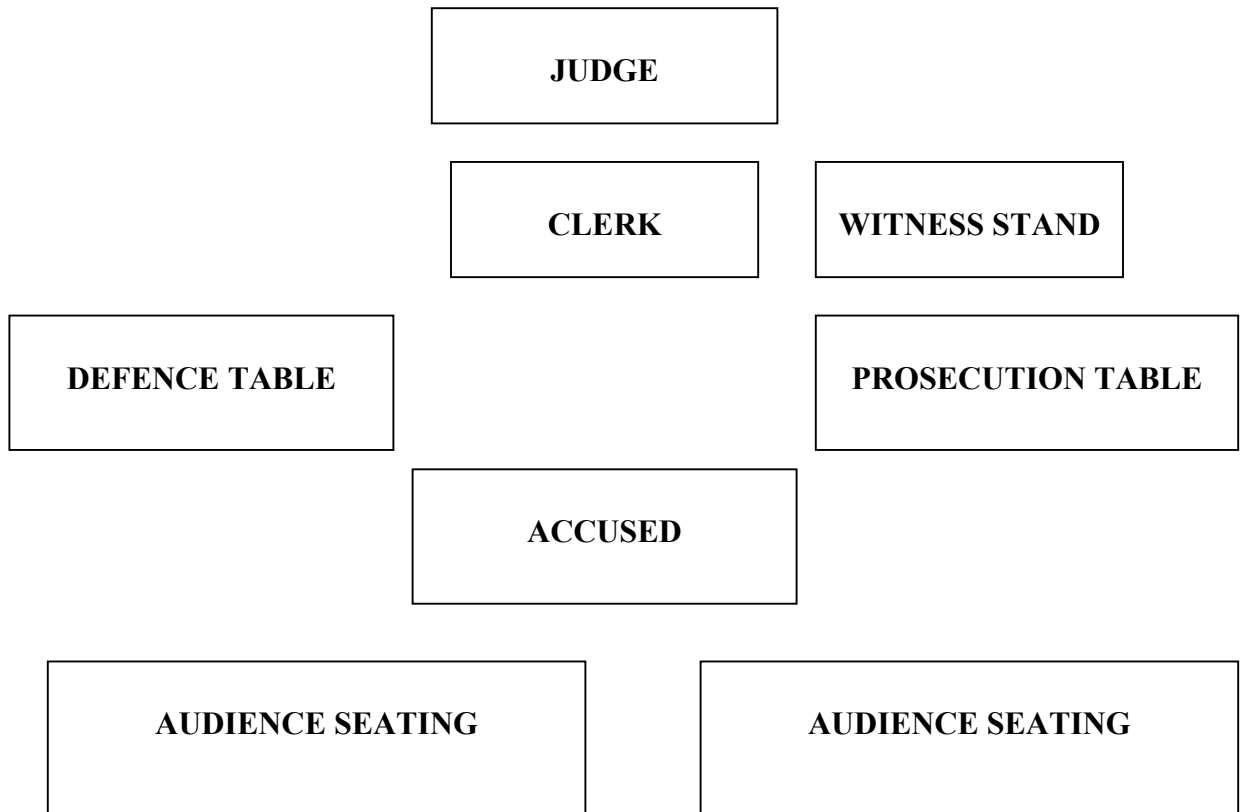 JUDGE
CLERK
WITNESS STAND
DEFENCE TABLE
PROSECUTION TABLE
ACCUSED
AUDIENCE SEATING
AUDIENCE SEATING